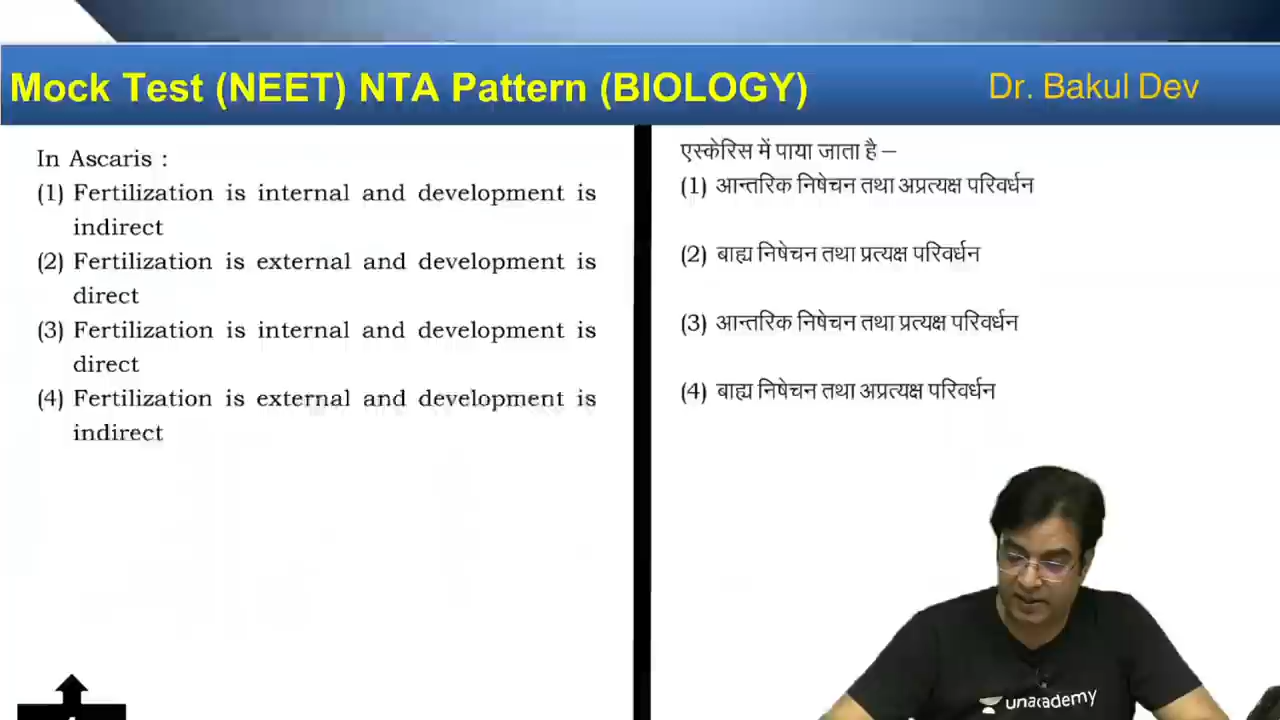 Mock Test (NEET) NTA Pattern (BIOLOGY)
Dr. Bakul Dev
In Ascaris :
(1) Fertilization is internal and development is
indirect
(2) Fertilization is external and development is
direct
(3) Fertilization is internal and development is
direct
(4) Fertilization is external and development is
indirect
एस्केरिस में पाया जाता है –
(1) आन्तरिक निषेचन तथा अप्रत्यक्ष परिवर्धन
(2) बाह्य निषेचन तथा प्रत्यक्ष परिवर्धन
(3) आन्तरिक निषेचन तथा प्रत्यक्ष परिवर्धन
(4) बाह्य निषेचन तथा अप्रत्यक्ष परिवर्धन
unacademy